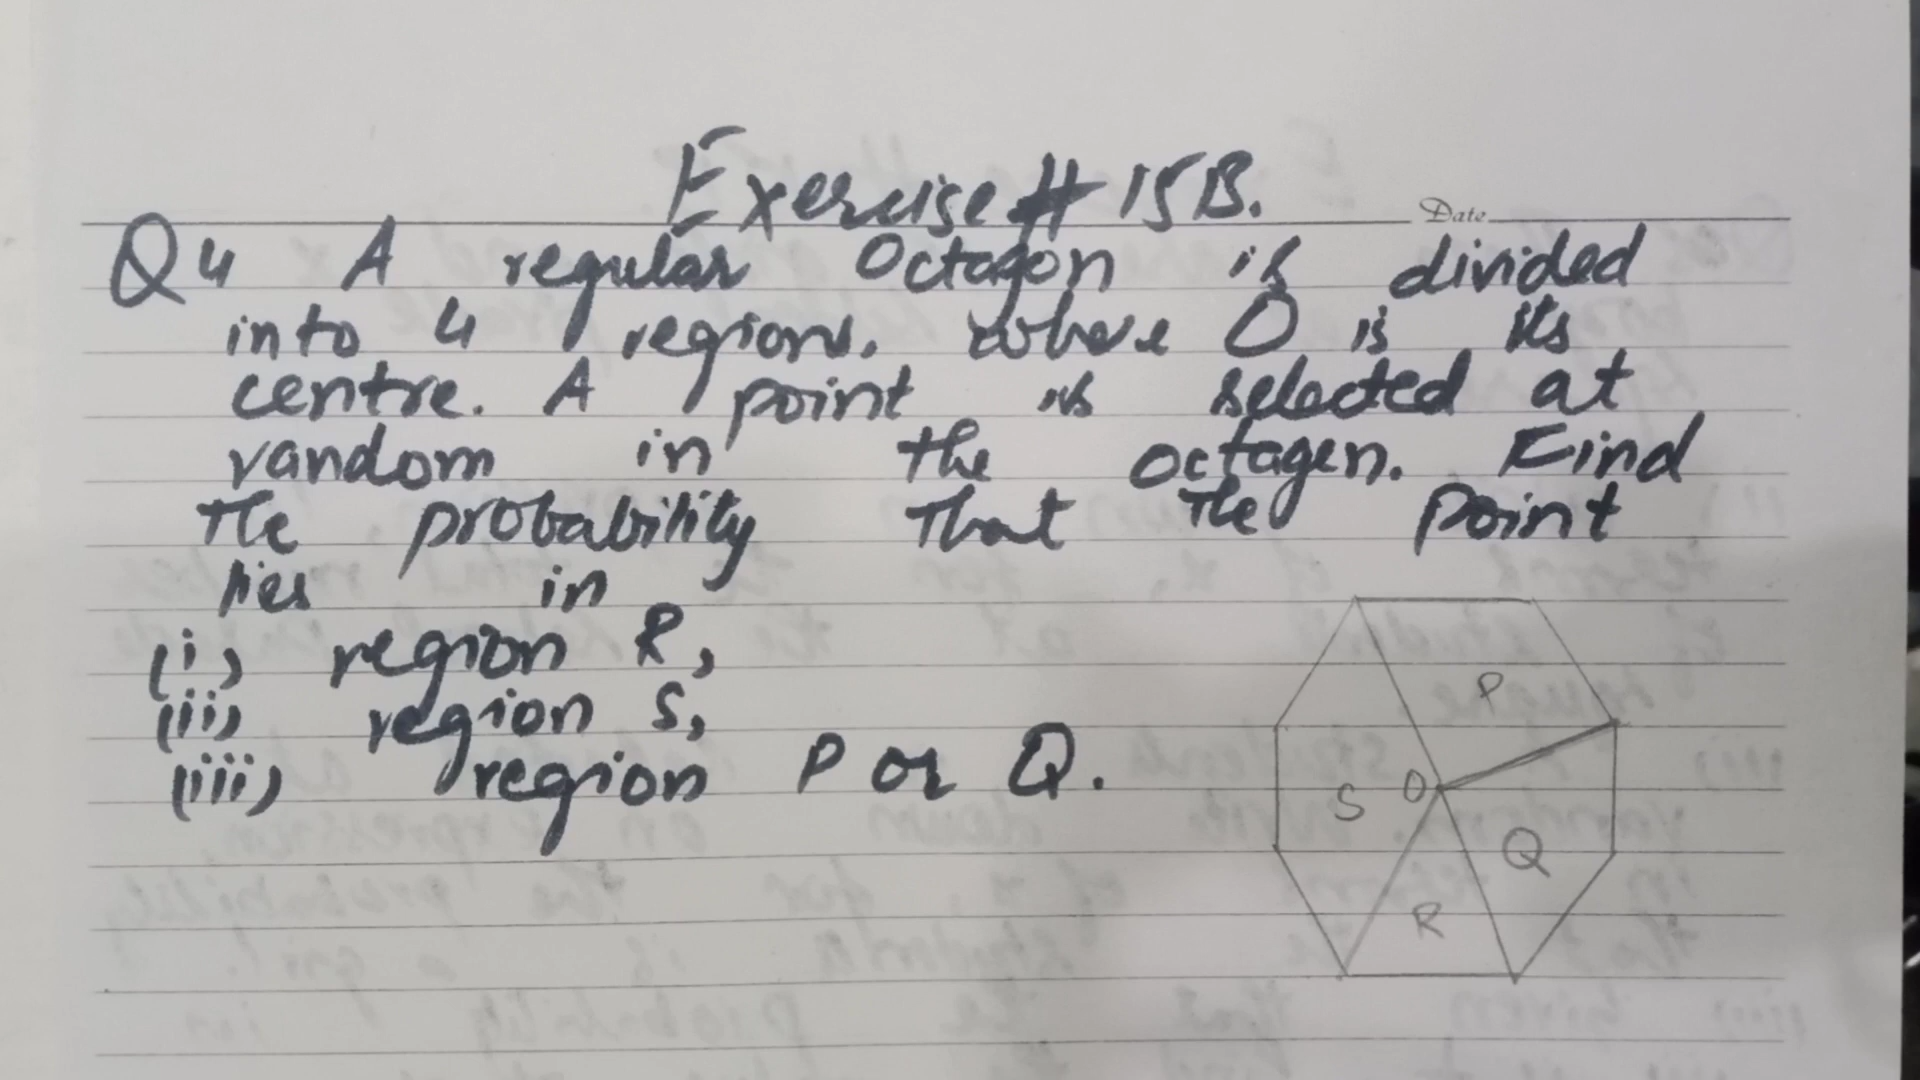 Exercise # 15B.
Date
Q4 A regular Octagon is divided
into 4 regions. where O is its
centre. A point is selected at
random in the octagen. Find
The probability That The point
lies in
(i) region R,
(ii) region S,
(iii) region P or Q.
P
S O
Q
R